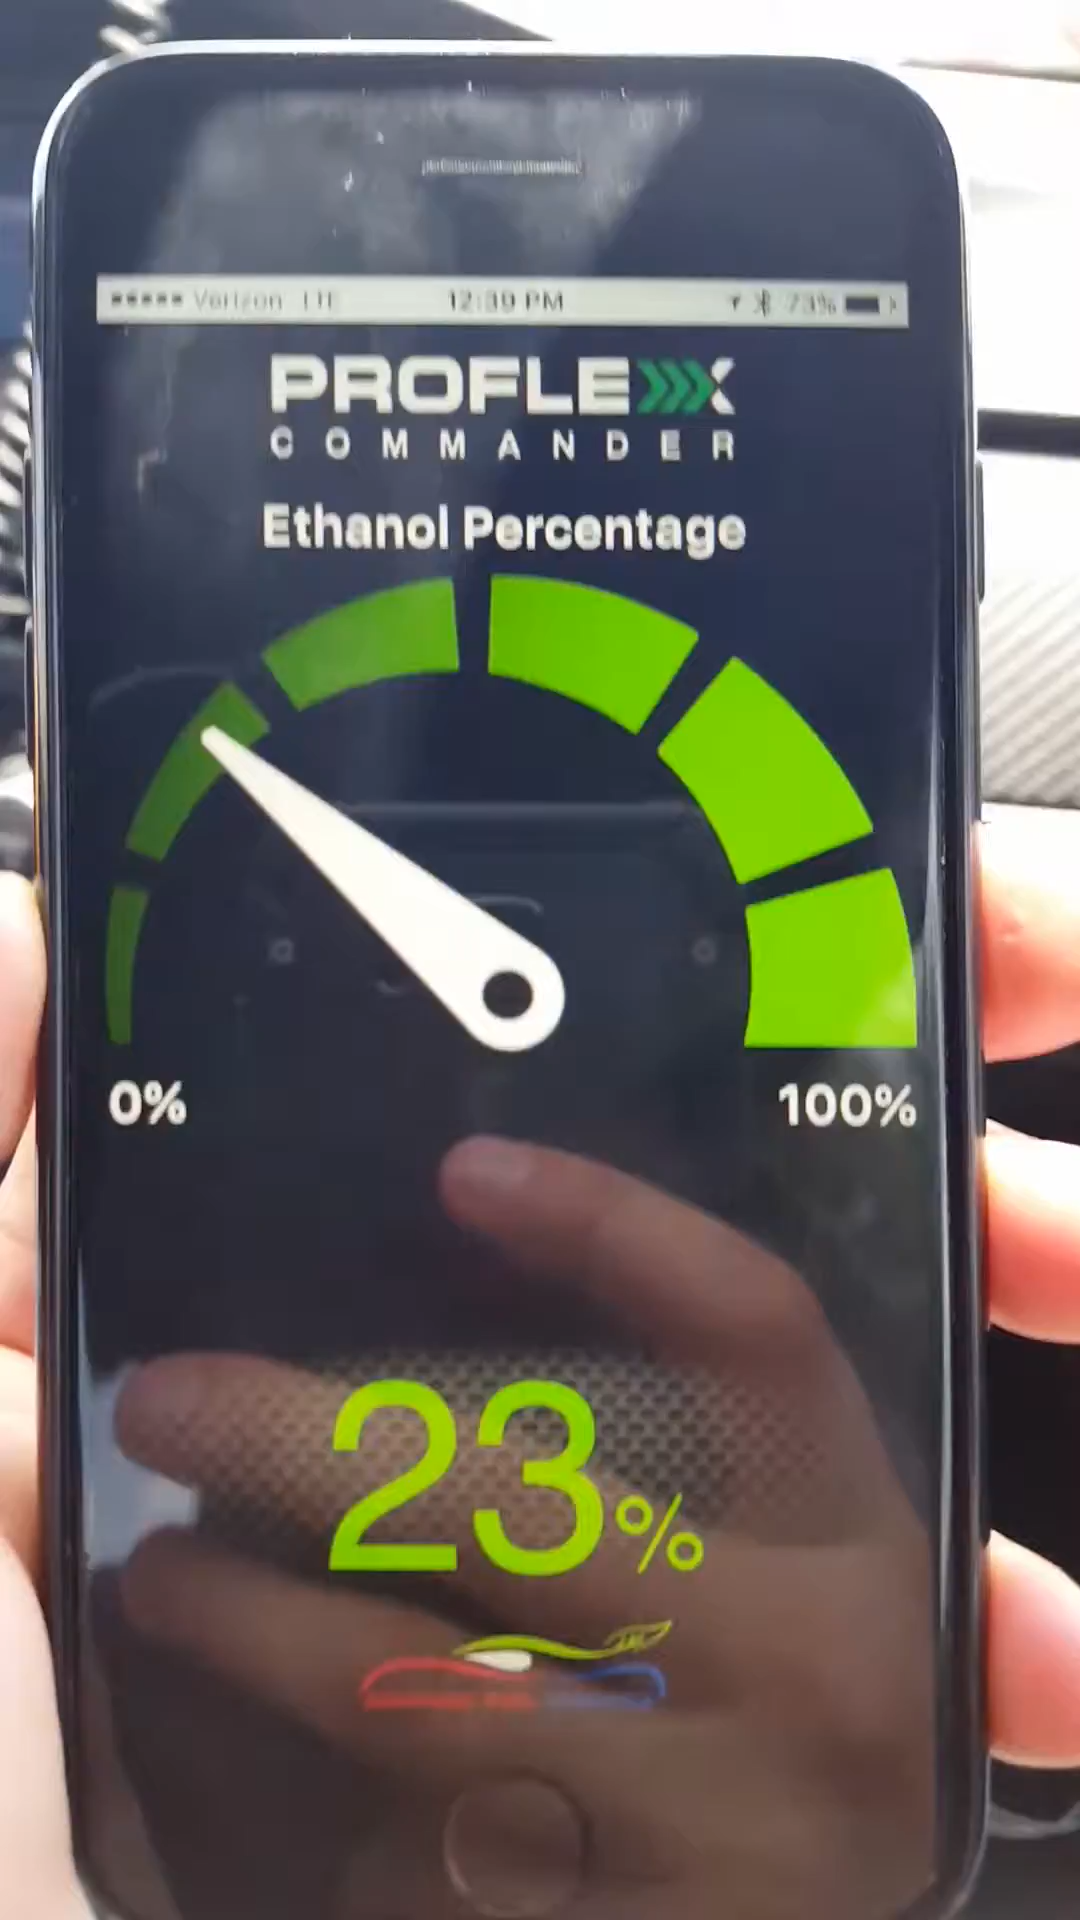 Verizon LTE 12:39 PM 73%
PROFLEX
COMMANDER
Ethanol Percentage
0% 100%
23%